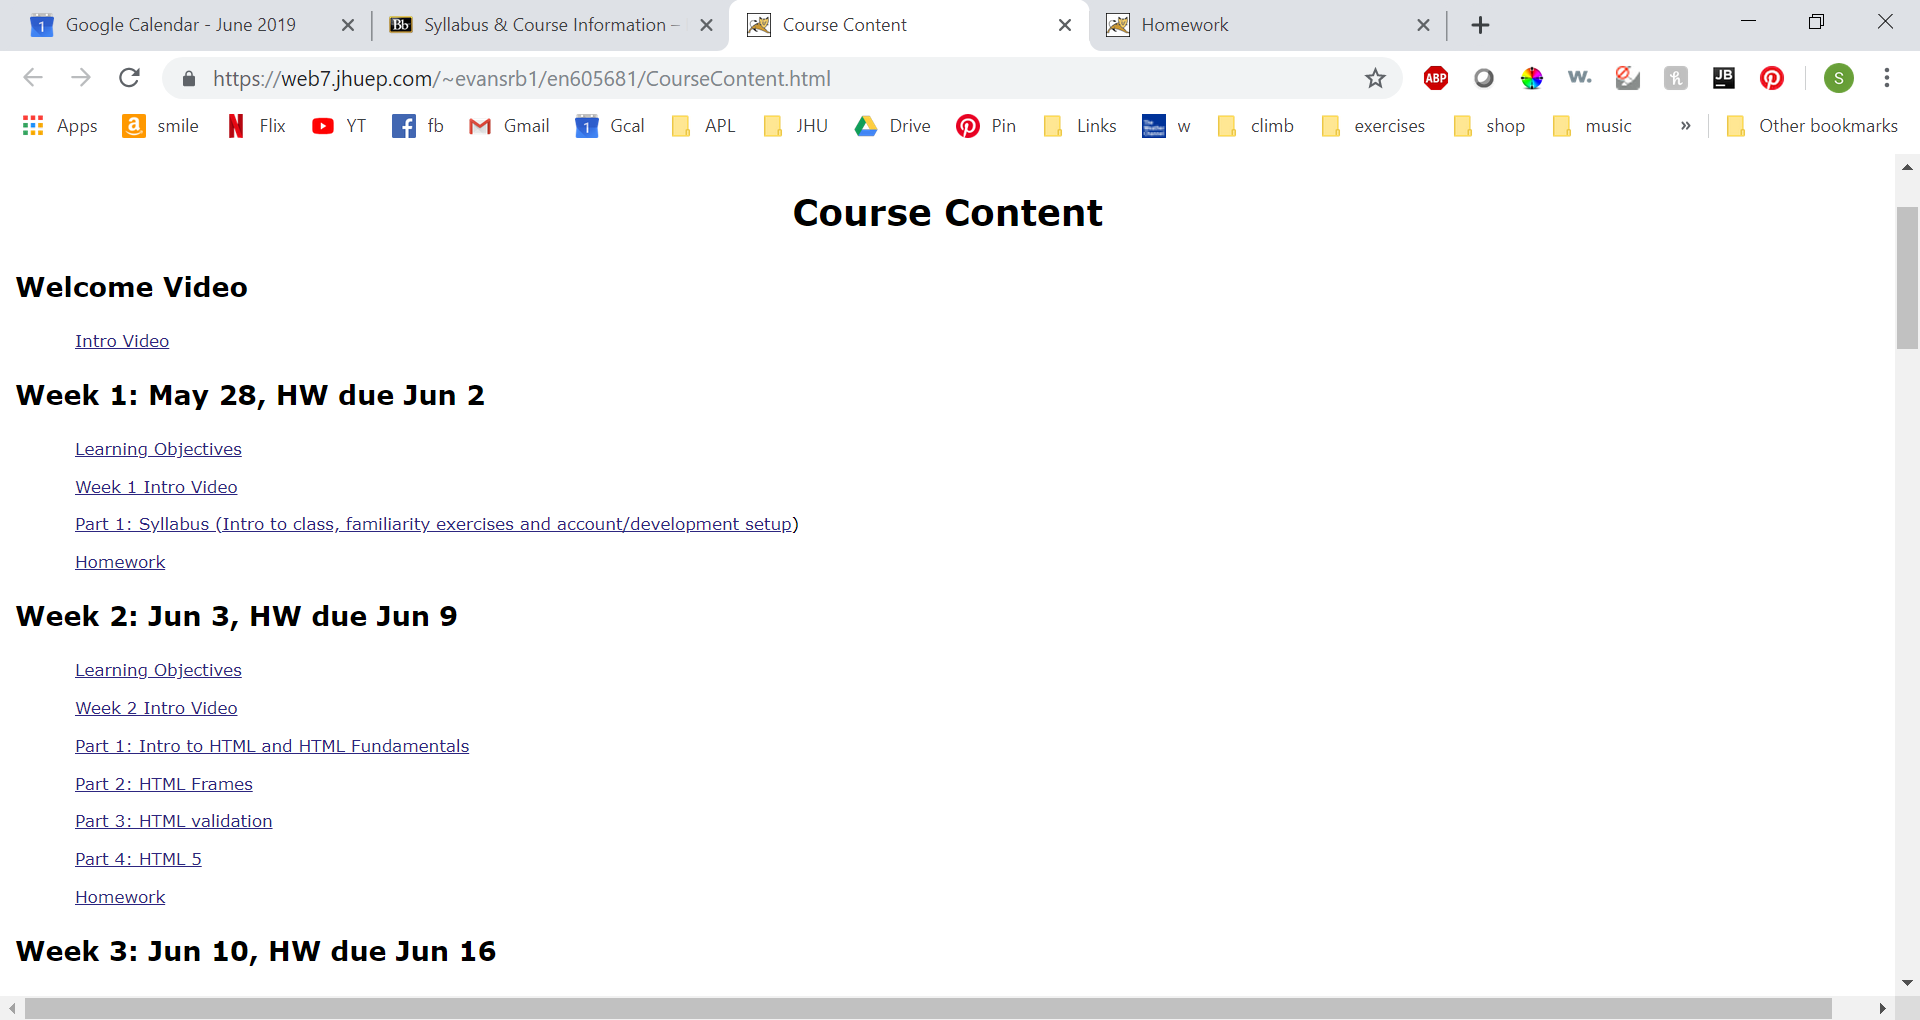 Google Calendar - June 2019
Bb Syllabus & Course Information –
Course Content
Homework
https://web7.jhuep.com/~evansrb1/en605681/CourseContent.html
ABP
w.
h
JB
S
Apps
smile
Flix
YT
fb
Gmail
Gcal
APL
JHU
Drive
Pin
Links
w
climb
exercises
shop
music
»
Other bookmarks
Course Content
Welcome Video
Intro Video
Week 1: May 28, HW due Jun 2
Learning Objectives
Week 1 Intro Video
Part 1: Syllabus (Intro to class, familiarity exercises and account/development setup)
Homework
Week 2: Jun 3, HW due Jun 9
Learning Objectives
Week 2 Intro Video
Part 1: Intro to HTML and HTML Fundamentals
Part 2: HTML Frames
Part 3: HTML validation
Part 4: HTML 5
Homework
Week 3: Jun 10, HW due Jun 16